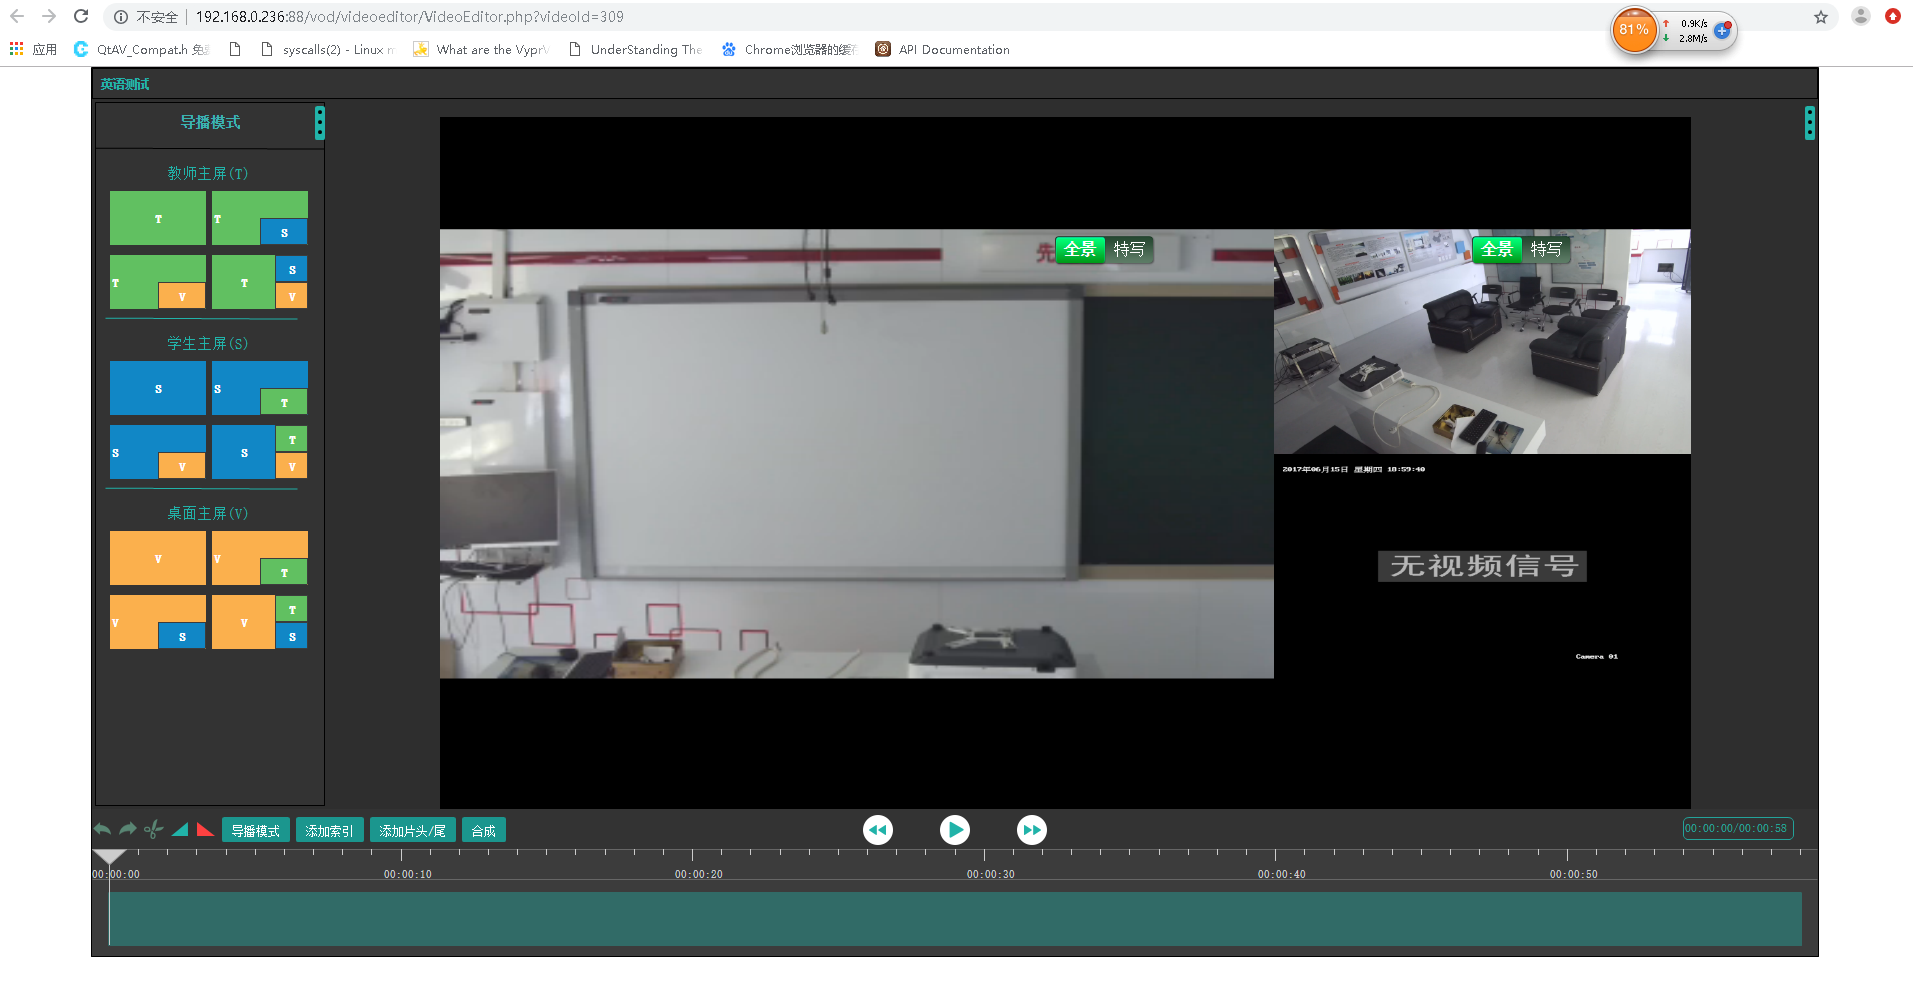 不安全 192.168.0.236:88/vod/videoeditor/VideoEditor.php?videoId=309
81% 0.9K/s
2.8M/s
应用 QtAV_Compat.h syscalls(2) - Linux What are the Vypr UnderStanding The Chrome浏览器的缓 API Documentation
英语测试
导播模式
教师主屏(T)
T T S
T V T S V
学生主屏(S)
S S T
S V S T V
桌面主屏(V)
V V T
V S V T S
先
全景 特写
全景 特写
2017年06月15日 星期四 18:59:40
无视频信号
Camera 01
导播模式 添加索引 添加片头/尾 合成
00:00:00/00:00:58
00:00:00 00:00:10 00:00:20 00:00:30 00:00:40 00:00:50